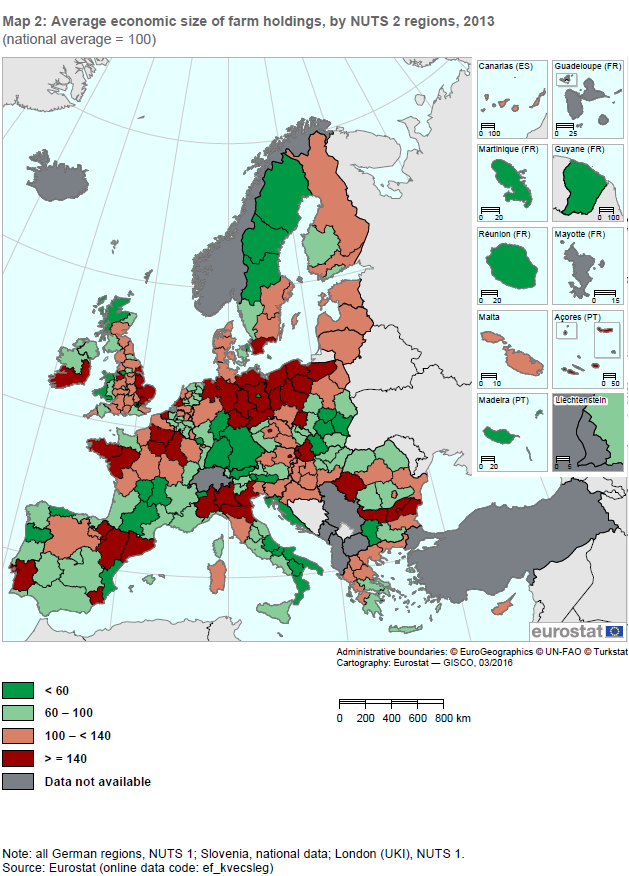 Map 2: Average economic size of farm holdings, by NUTS 2 regions, 2013
(national average = 100)
Canarias (ES)
0 100
Guadeloupe (FR)
0 25
Martinique (FR)
0 20
Guyane (FR)
0 100
Réunion (FR)
0 20
Mayotte (FR)
0 15
Malta
0 10
Açores (PT)
0 50
Madeira (PT)
0 20
Liechtenstein
0 5
eurostat
Administrative boundaries: © EuroGeographics © UN-FAO © Turkstat
Cartography: Eurostat — GISCO, 03/2016
< 60
60 – 100
100 – < 140
> = 140
Data not available
0 200 400 600 800 km
Note: all German regions, NUTS 1; Slovenia, national data; London (UKI), NUTS 1.
Source: Eurostat (online data code: ef_kvecsleg)